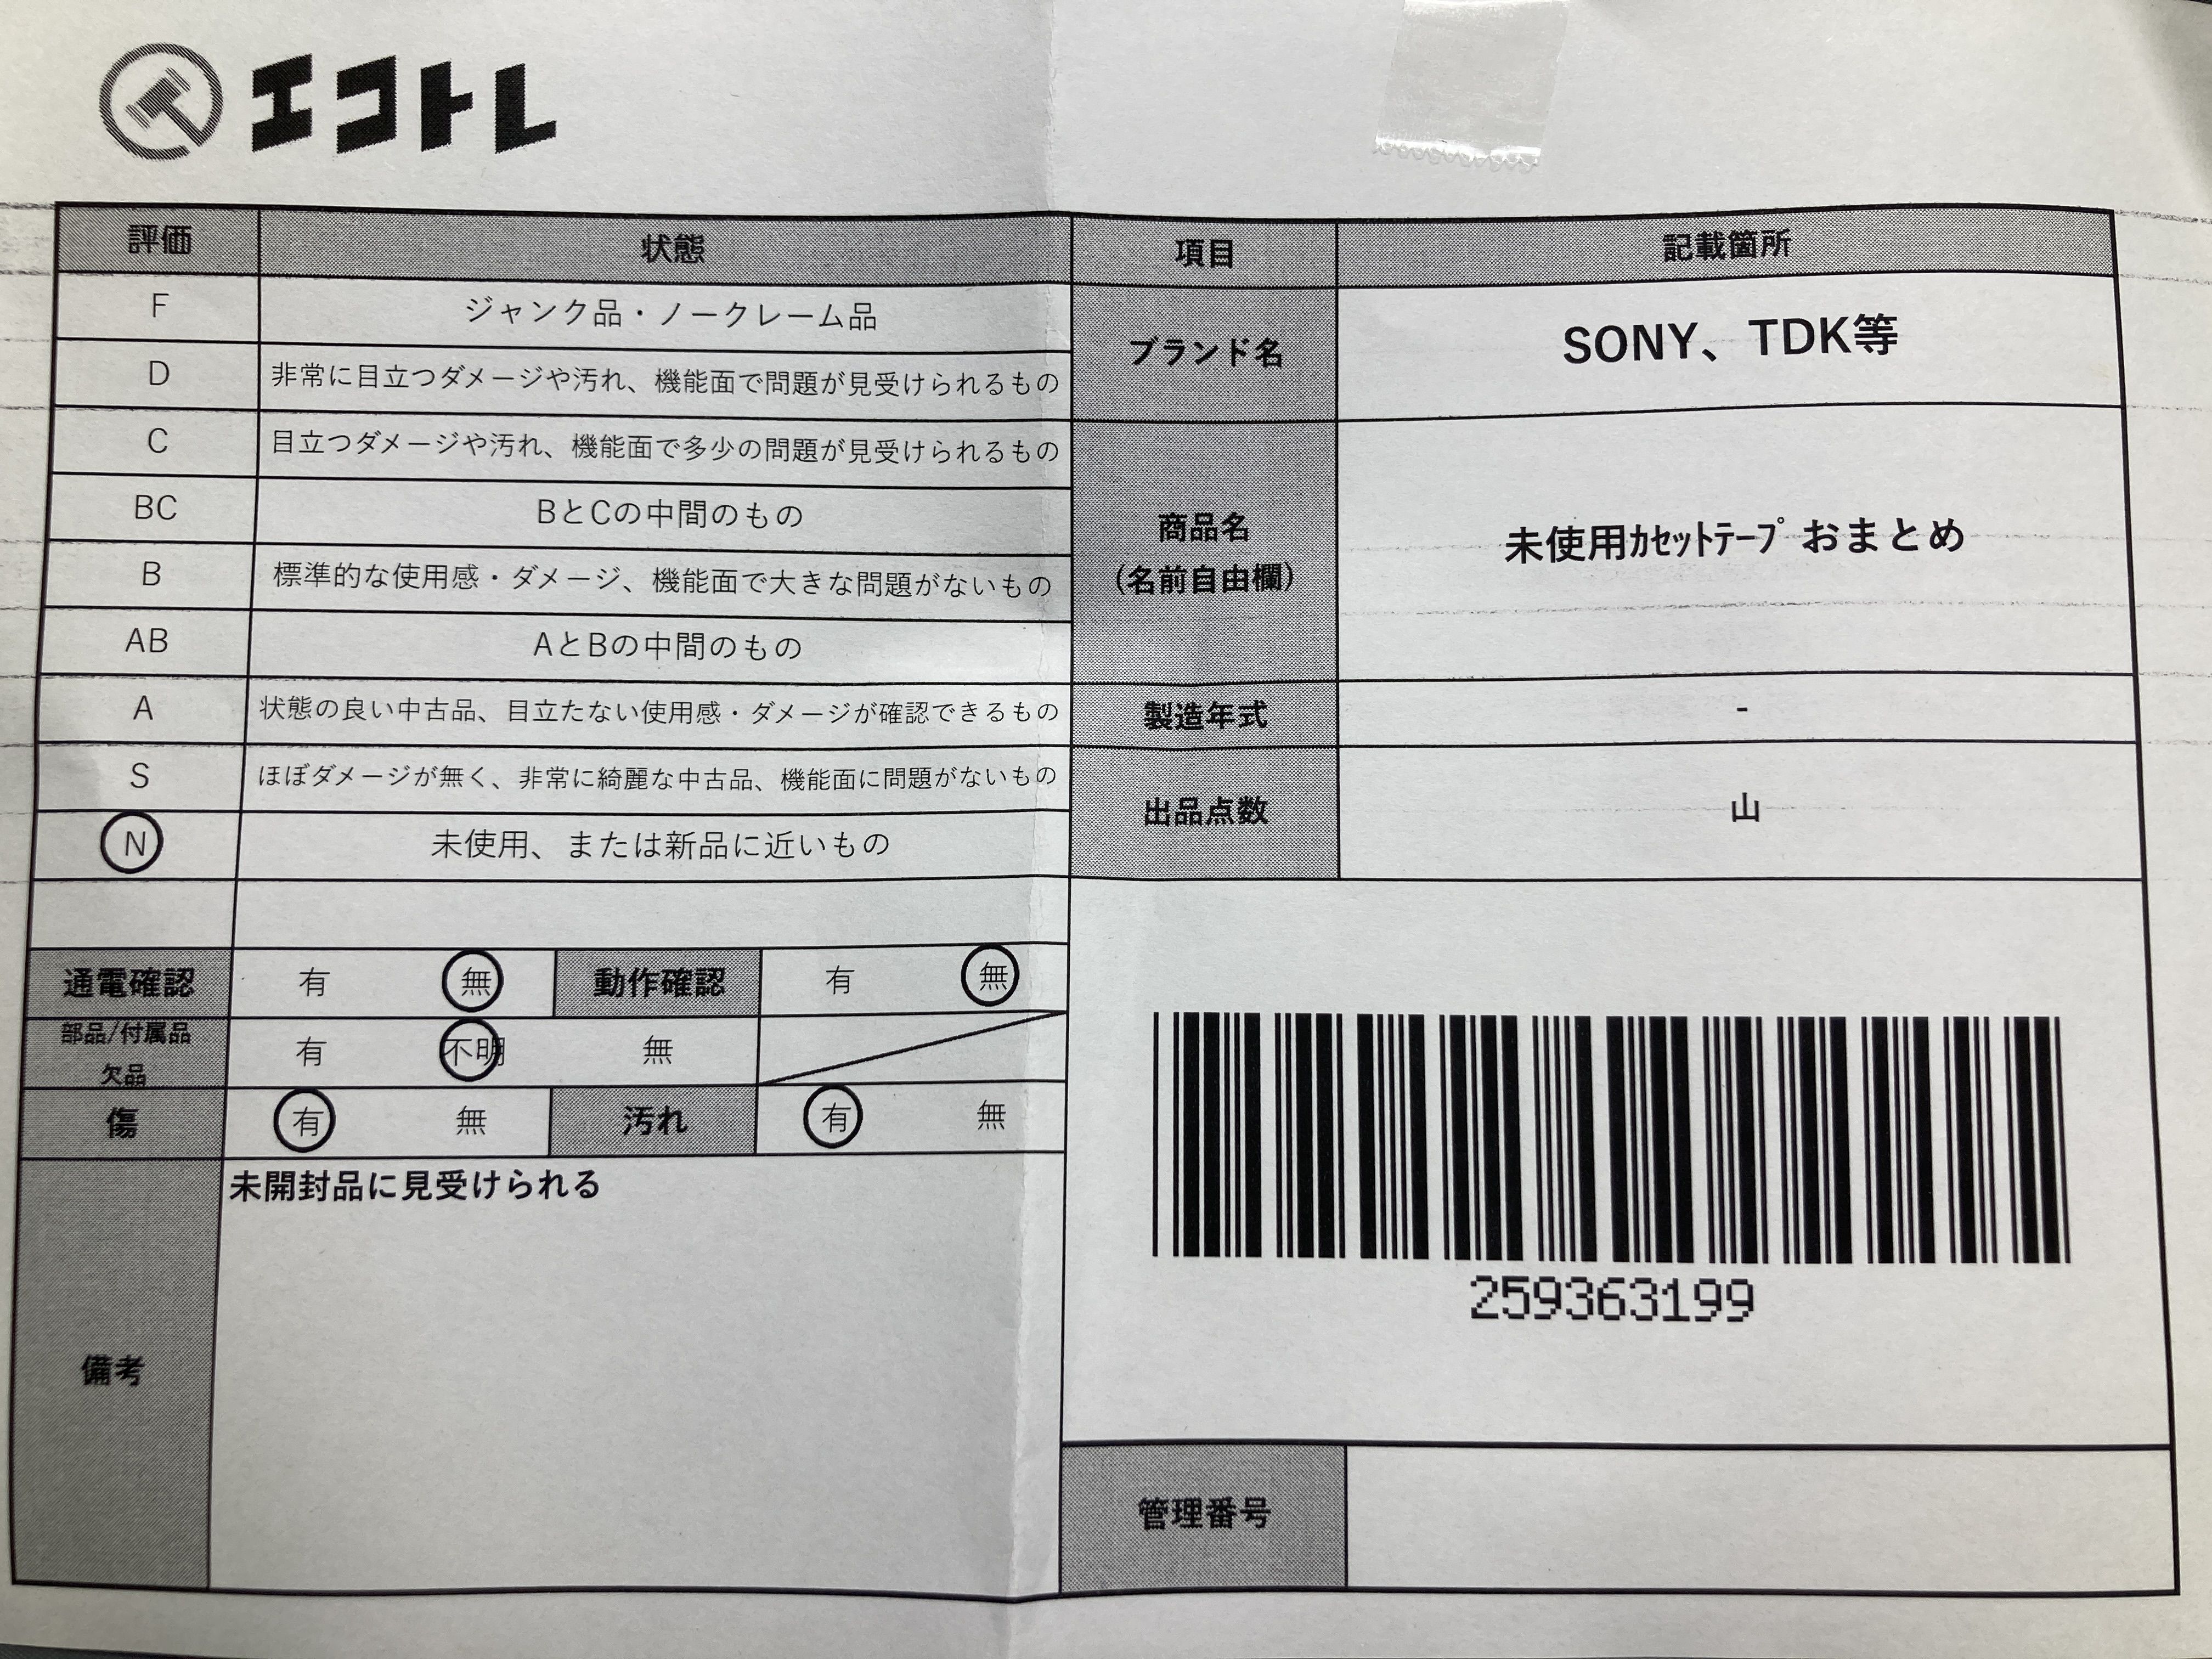 エコトレ
評価 状態
F ジャンク品・ノークレーム品
D 非常に目立つダメージや汚れ、機能面で問題が見受けられるもの
C 目立つダメージや汚れ、機能面で多少の問題が見受けられるもの
BC BとCの中間のもの
B 標準的な使用感・ダメージ、機能面で大きな問題がないもの
AB AとBの中間のもの
A 状態の良い中古品、目立たない使用感・ダメージが確認できるもの
S ほぼダメージが無く、非常に綺麗な中古品、機能面に問題がないもの
N 未使用、または新品に近いもの
通電確認 有 無 動作確認 有 無
部品/付属品
欠品 有 不明 無
傷 有 無 汚れ 有 無
備考 未開封品に見受けられる
項目 記載箇所
ブランド名 SONY、TDK等
商品名
(名前自由欄) 未使用ｶｾｯﾄﾃｰﾌﾟ おまとめ
製造年式 -
出品点数 山
259363199
管理番号